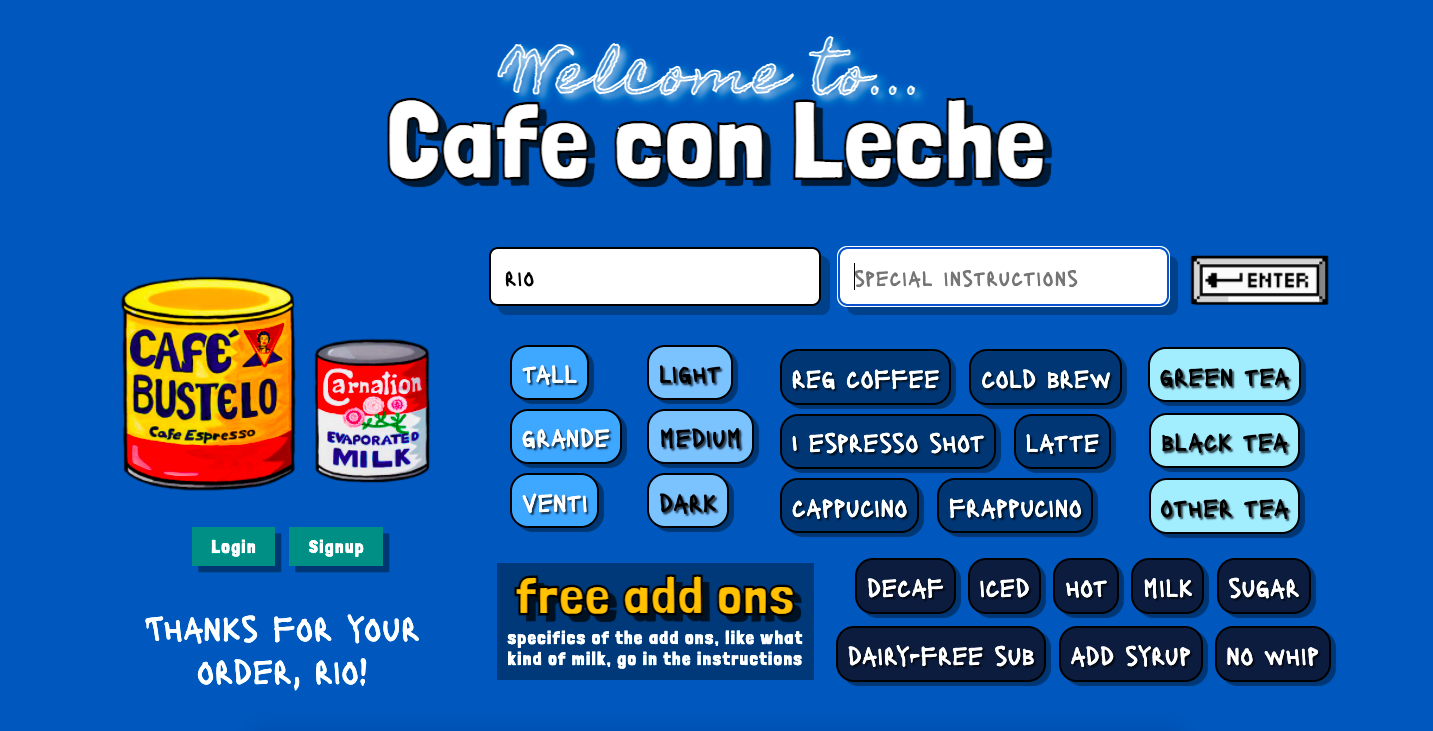 Welcome to...
Cafe con Leche
RIO
SPECIAL INSTRUCTIONS
ENTER
CAFÉ
BUSTELO
Cafe Espresso
Carnation
EVAPORATED
MILK
Login
Signup
THANKS FOR YOUR
ORDER, RIO!
TALL
GRANDE
VENTI
LIGHT
MEDIUM
DARK
REG COFFEE
COLD BREW
1 ESPRESSO SHOT
LATTE
CAPPUCINO
FRAPPUCINO
GREEN TEA
BLACK TEA
OTHER TEA
free add ons
specifics of the add ons, like what
kind of milk, go in the instructions
DECAF
ICED
HOT
MILK
SUGAR
DAIRY-FREE SUB
ADD SYRUP
NO WHIP